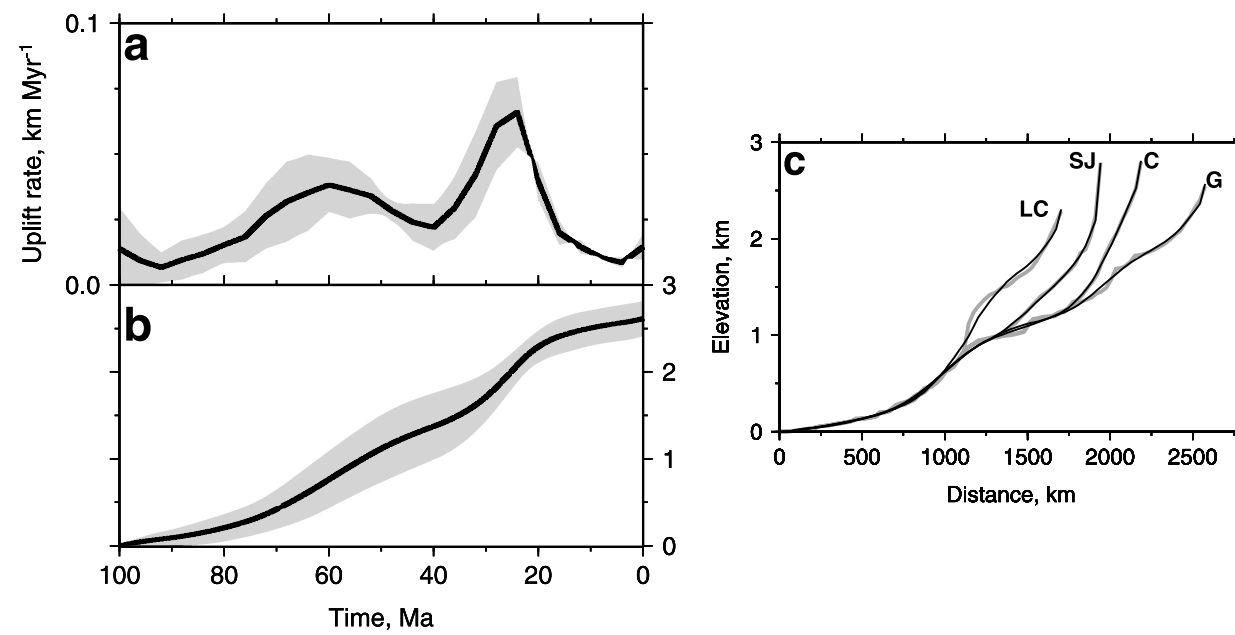 0.1
a
Uplift rate, km Myr-1
0.0
3
b
2
1
0
100 80 60 40 20 0
Time, Ma
3
c
SJ C
G
LC
2
Elevation, km
1
0
0 500 1000 1500 2000 2500
Distance, km